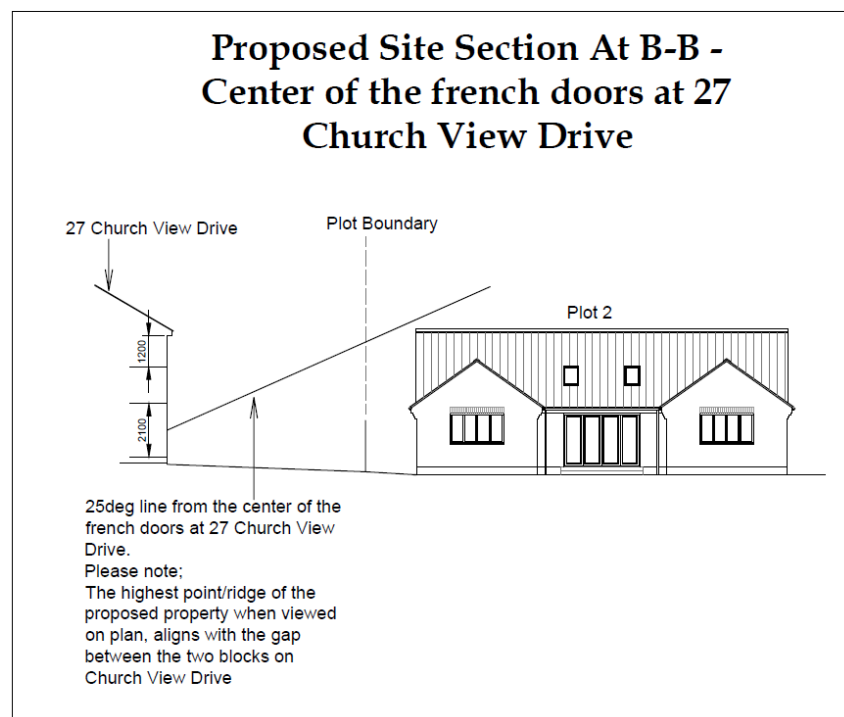 Proposed Site Section At B-B -
Center of the french doors at 27
Church View Drive
27 Church View Drive
Plot Boundary
Plot 2
1200
2100
25deg line from the center of the
french doors at 27 Church View
Drive.
Please note;
The highest point/ridge of the
proposed property when viewed
on plan, aligns with the gap
between the two blocks on
Church View Drive